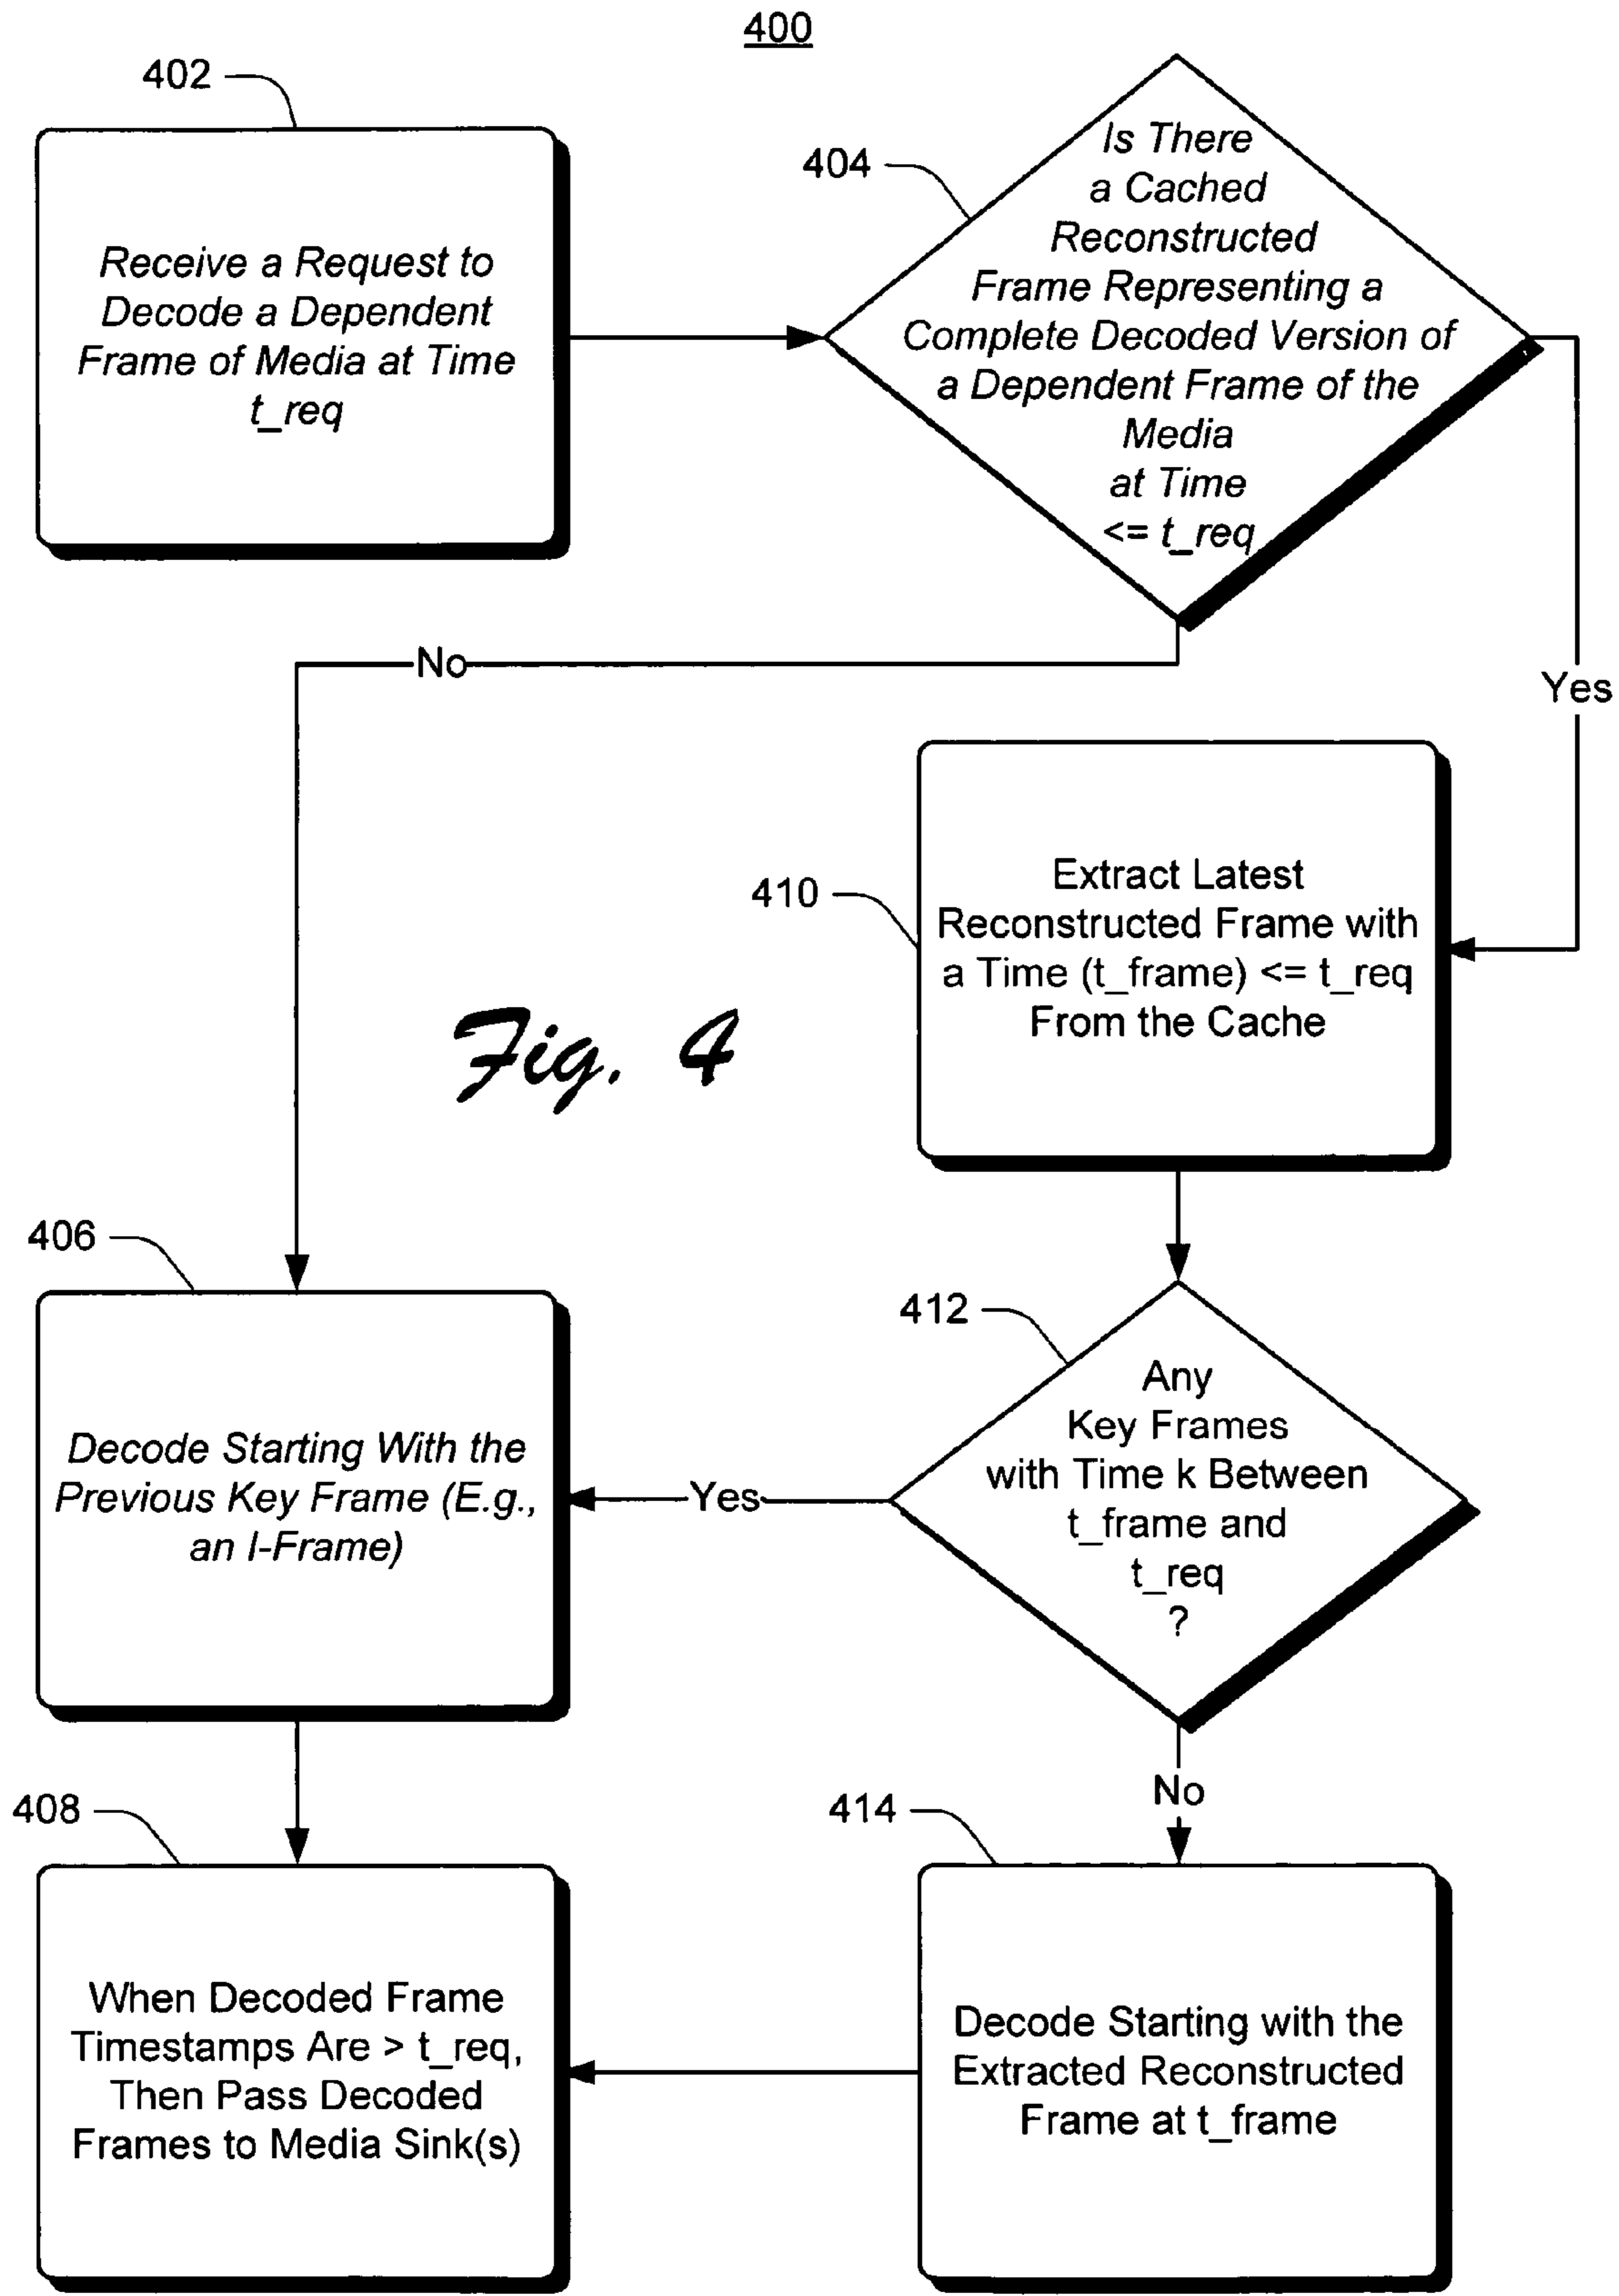 400
402
Receive a Request to
Decode a Dependent
Frame of Media at Time
t_req
404
Is There
a Cached
Reconstructed
Frame Representing a
Complete Decoded Version of
a Dependent Frame of the
Media
at Time
<= t_req
No
Yes
410
Extract Latest
Reconstructed Frame with
a Time (t_frame) <= t_req
From the Cache
Fig. 4
406
Decode Starting With the
Previous Key Frame (E.g.,
an I-Frame)
412
Any
Key Frames
with Time k Between
t_frame and
t_req
?
Yes
No
408
When Decoded Frame
Timestamps Are > t_req,
Then Pass Decoded
Frames to Media Sink(s)
414
Decode Starting with the
Extracted Reconstructed
Frame at t_frame